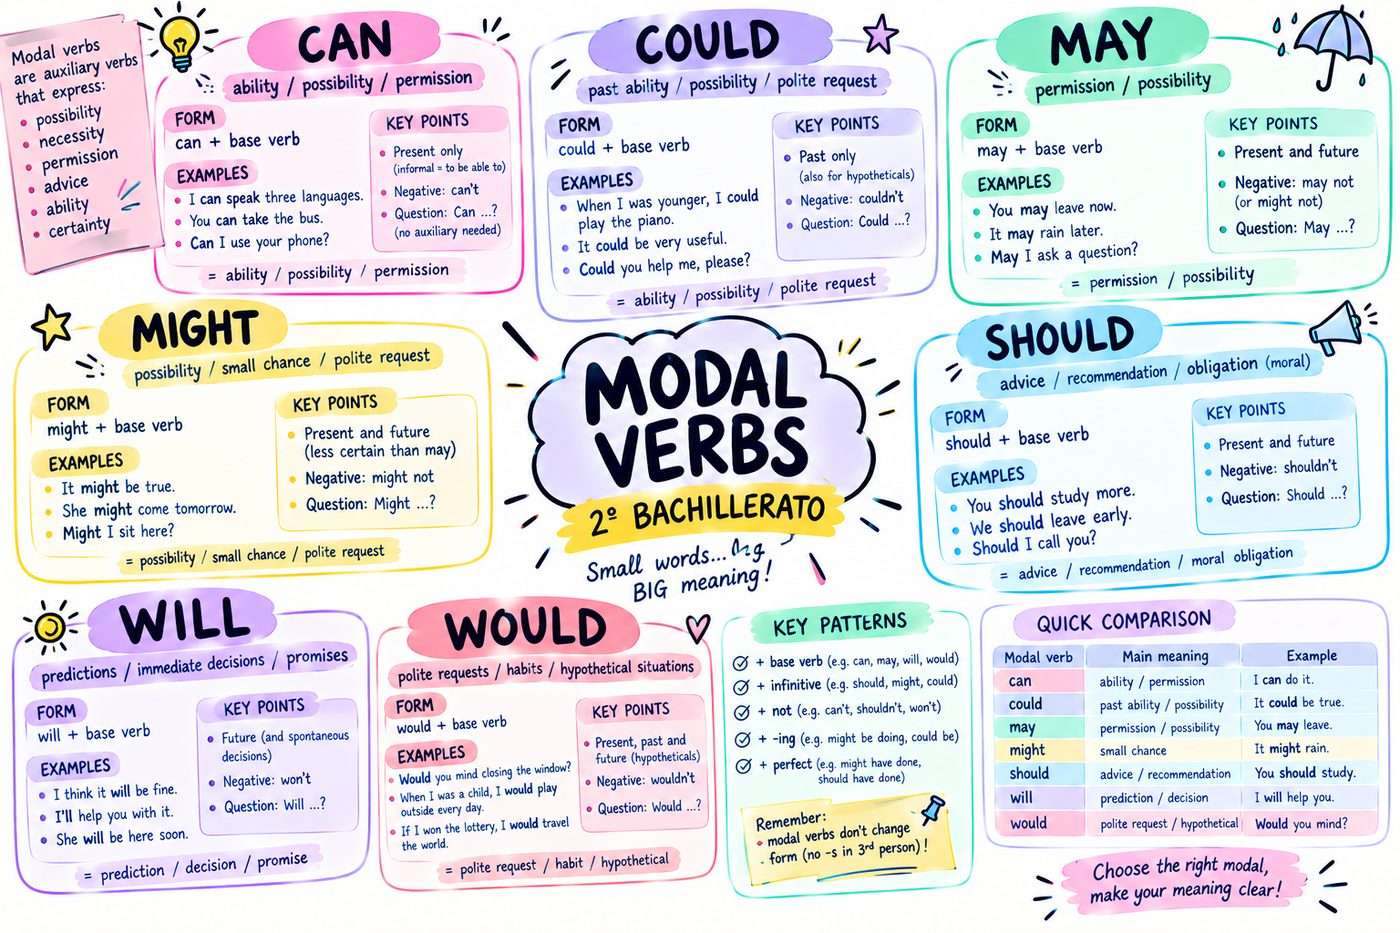 Modal verbs
are auxiliary verbs
that express:
• possibility
• necessity
• permission
• advice
• ability
• certainty
CAN
ability / possibility / permission
FORM
can + base verb
EXAMPLES
• I can speak three languages.
• You can take the bus.
• Can I use your phone?
KEY POINTS
• Present only
(informal = to be able to)
• Negative: can't
• Question: Can ...?
(no auxiliary needed)
= ability / possibility / permission
COULD
past ability / possibility / polite request
FORM
could + base verb
EXAMPLES
• When I was younger, I could
play the piano.
• It could be very useful.
• Could you help me, please?
KEY POINTS
• Past only
(also for hypotheticals)
• Negative: couldn't
• Question: Could ...?
= ability / possibility / polite request
MAY
permission / possibility
FORM
may + base verb
EXAMPLES
• You may leave now.
• It may rain later.
• May I ask a question?
KEY POINTS
• Present and future
• Negative: may not
(or might not)
• Question: May ...?
= permission / possibility
MIGHT
possibility / small chance / polite request
FORM
might + base verb
EXAMPLES
• It might be true.
• She might come tomorrow.
• Might I sit here?
KEY POINTS
• Present and future
(less certain than may)
• Negative: might not
• Question: Might ...?
= possibility / small chance / polite request
MODAL
VERBS
2º BACHILLERATO
Small words...
BIG meaning!
SHOULD
advice / recommendation / obligation (moral)
FORM
should + base verb
EXAMPLES
• You should study more.
• We should leave early.
• Should I call you?
KEY POINTS
• Present and future
• Negative: shouldn't
• Question: Should ...?
= advice / recommendation / moral obligation
WILL
predictions / immediate decisions / promises
FORM
will + base verb
EXAMPLES
• I think it will be fine.
• I'll help you with it.
• She will be here soon.
KEY POINTS
• Future (and spontaneous
decisions)
• Negative: won't
• Question: Will ...?
= prediction / decision / promise
WOULD
polite requests / habits / hypothetical situations
FORM
would + base verb
EXAMPLES
• Would you mind closing the window?
• When I was a child, I would play
outside every day.
• If I won the lottery, I would travel
the world.
KEY POINTS
• Present, past and
future (hypotheticals)
• Negative: wouldn't
• Question: Would ...?
= polite request / habit / hypothetical
KEY PATTERNS
+ base verb (e.g. can, may, will, would)
+ infinitive (e.g. should, might, could)
+ not (e.g. can't, shouldn't, won't)
+ -ing (e.g. might be doing, could be)
+ perfect (e.g. might have done,
should have done)
Remember:
• modal verbs don't change
- form (no -s in 3rd person)!
QUICK COMPARISON
Modal verb Main meaning Example
can ability / permission I can do it.
could past ability / possibility It could be true.
may permission / possibility You may leave.
might small chance It might rain.
should advice / recommendation You should study.
will prediction / decision I will help you.
would polite request / hypothetical Would you mind?
Choose the right modal,
make your meaning clear!